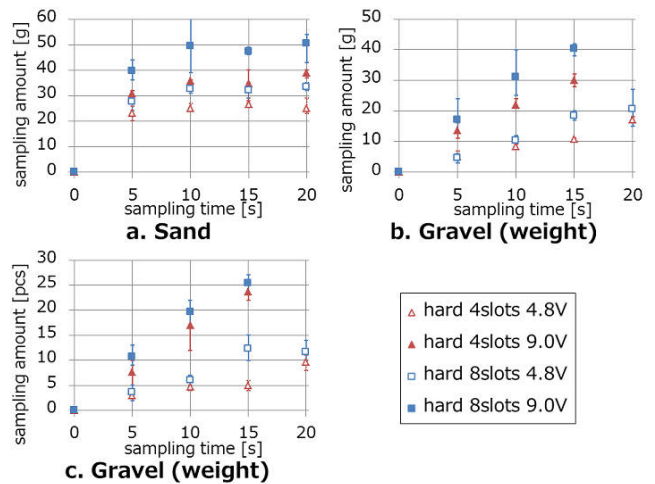 60
50
40
30
20
10
0
sampling amount [g]
0 5 10 15 20
sampling time [s]
a. Sand
50
40
30
20
10
0
sampling amount [g]
0 5 10 15 20
sampling time [s]
b. Gravel (weight)
30
25
20
15
10
5
0
sampling amount [pcs]
0 5 10 15 20
sampling time [s]
c. Gravel (weight)
hard 4slots 4.8V
hard 4slots 9.0V
hard 8slots 4.8V
hard 8slots 9.0V